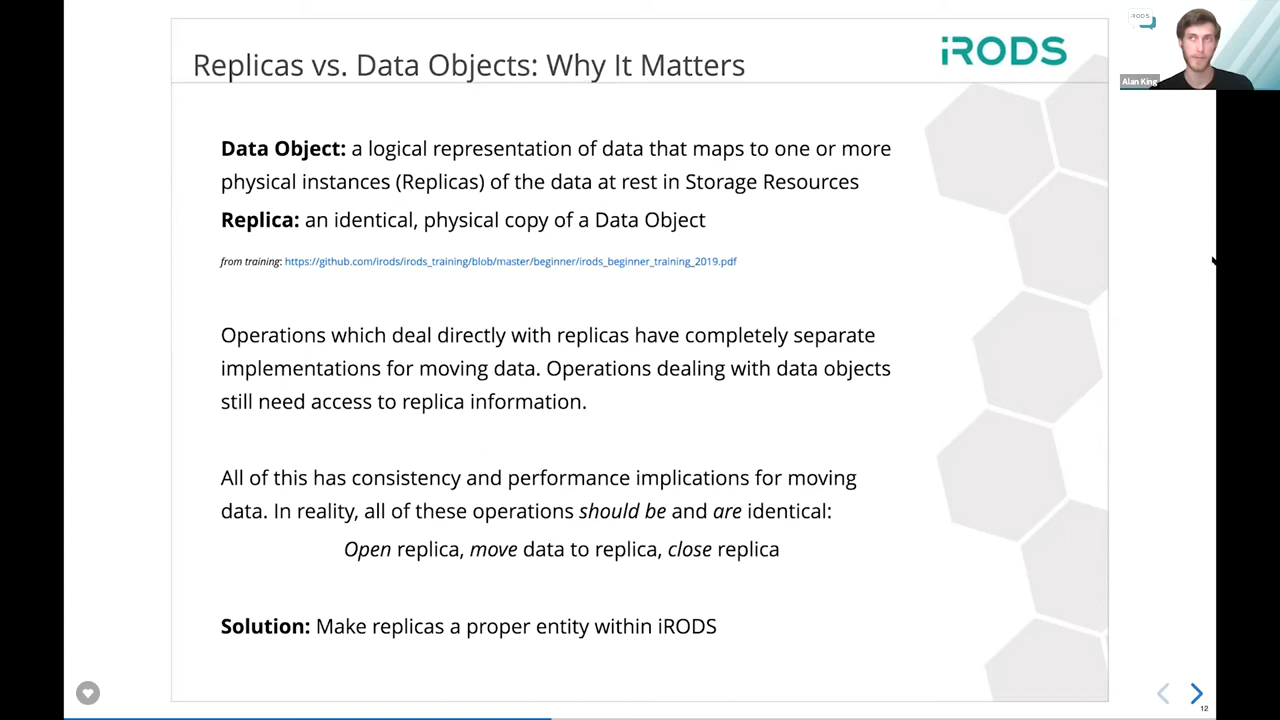 Replicas vs. Data Objects: Why It Matters
iRODS
iRODS
Alan King
Data Object: a logical representation of data that maps to one or more
physical instances (Replicas) of the data at rest in Storage Resources
Replica: an identical, physical copy of a Data Object
from training: https://github.com/irods/irods_training/blob/master/beginner/irods_beginner_training_2019.pdf
Operations which deal directly with replicas have completely separate
implementations for moving data. Operations dealing with data objects
still need access to replica information.
All of this has consistency and performance implications for moving
data. In reality, all of these operations should be and are identical:
Open replica, move data to replica, close replica
Solution: Make replicas a proper entity within iRODS
12